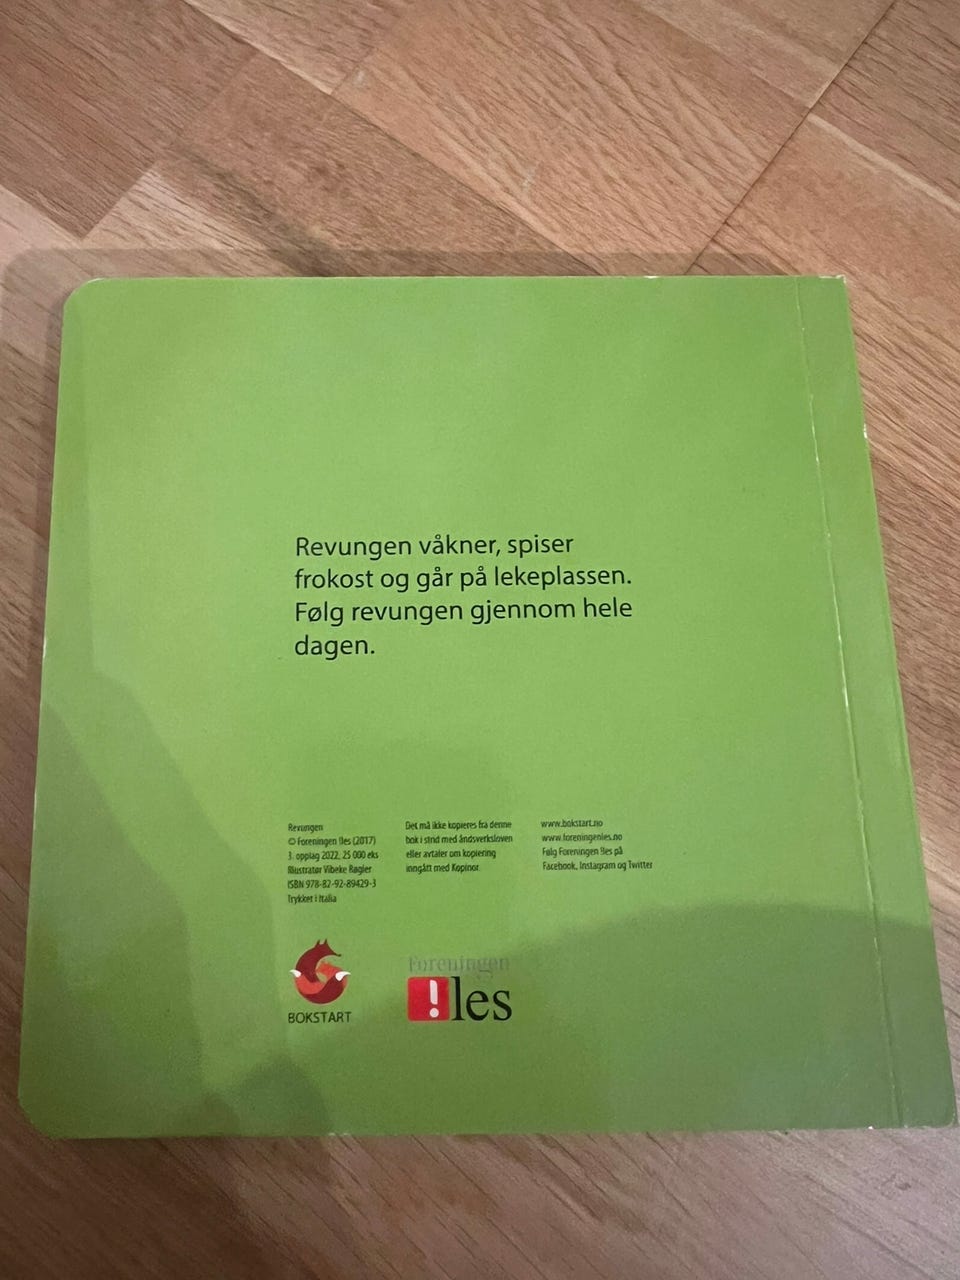 Revungen våkner, spiser
frokost og går på lekeplassen.
Følg revungen gjennom hele
dagen.
Revungen
© Foreningen !les (2017)
3. opplag 2022, 25 000 eks
Illustratør Vibeke Røgler
ISBN 978-82-92-89429-3
Trykket i Italia
Det må ikke kopieres fra denne
bok i strid med åndsverksloven
eller avtaler om kopiering
inngått med Kopinor.
www.bokstart.no
www.foreningenles.no
Følg Foreningen !les på
Facebook, Instagram og Twitter
BOKSTART
Foreningen
!les